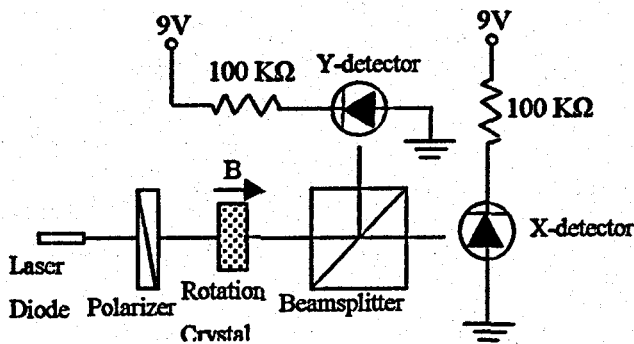 9V
9V
100 KΩ
Y-detector
100 KΩ
B
X-detector
Laser
Diode
Polarizer
Rotation
Crystal
Beamsplitter